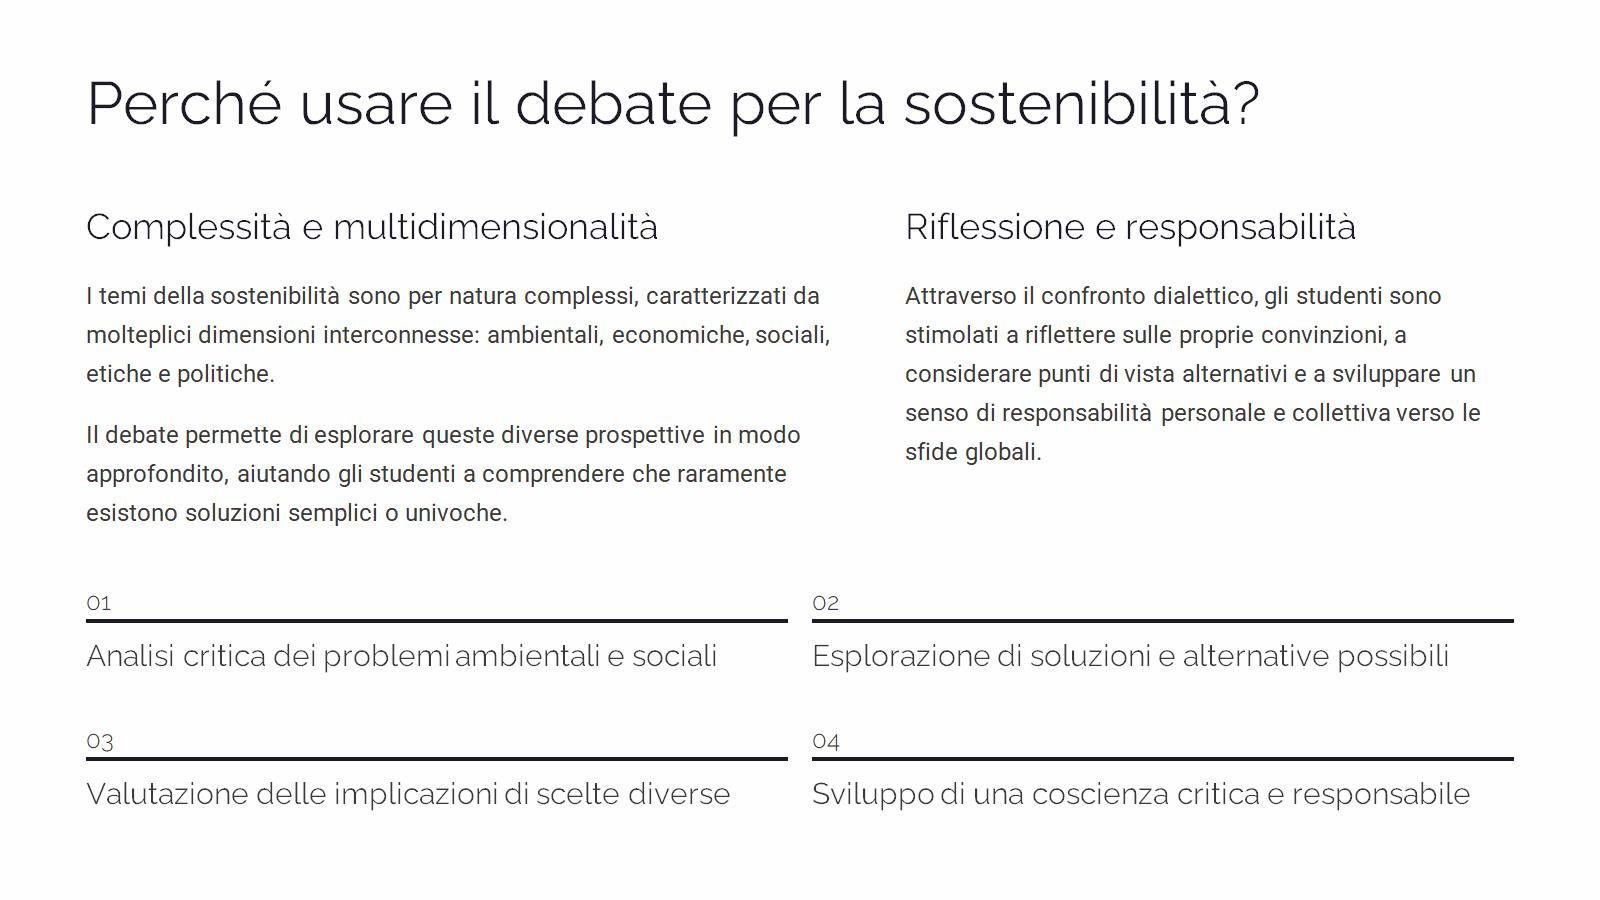 Perché usare il debate per la sostenibilità?
Complessità e multidimensionalità
I temi della sostenibilità sono per natura complessi, caratterizzati da
molteplici dimensioni interconnesse: ambientali, economiche, sociali,
etiche e politiche.
Il debate permette di esplorare queste diverse prospettive in modo
approfondito, aiutando gli studenti a comprendere che raramente
esistono soluzioni semplici o univoche.
Riflessione e responsabilità
Attraverso il confronto dialettico, gli studenti sono
stimolati a riflettere sulle proprie convinzioni, a
considerare punti di vista alternativi e a sviluppare un
senso di responsabilità personale e collettiva verso le
sfide globali.
01
Analisi critica dei problemi ambientali e sociali
02
Esplorazione di soluzioni e alternative possibili
03
Valutazione delle implicazioni di scelte diverse
04
Sviluppo di una coscienza critica e responsabile